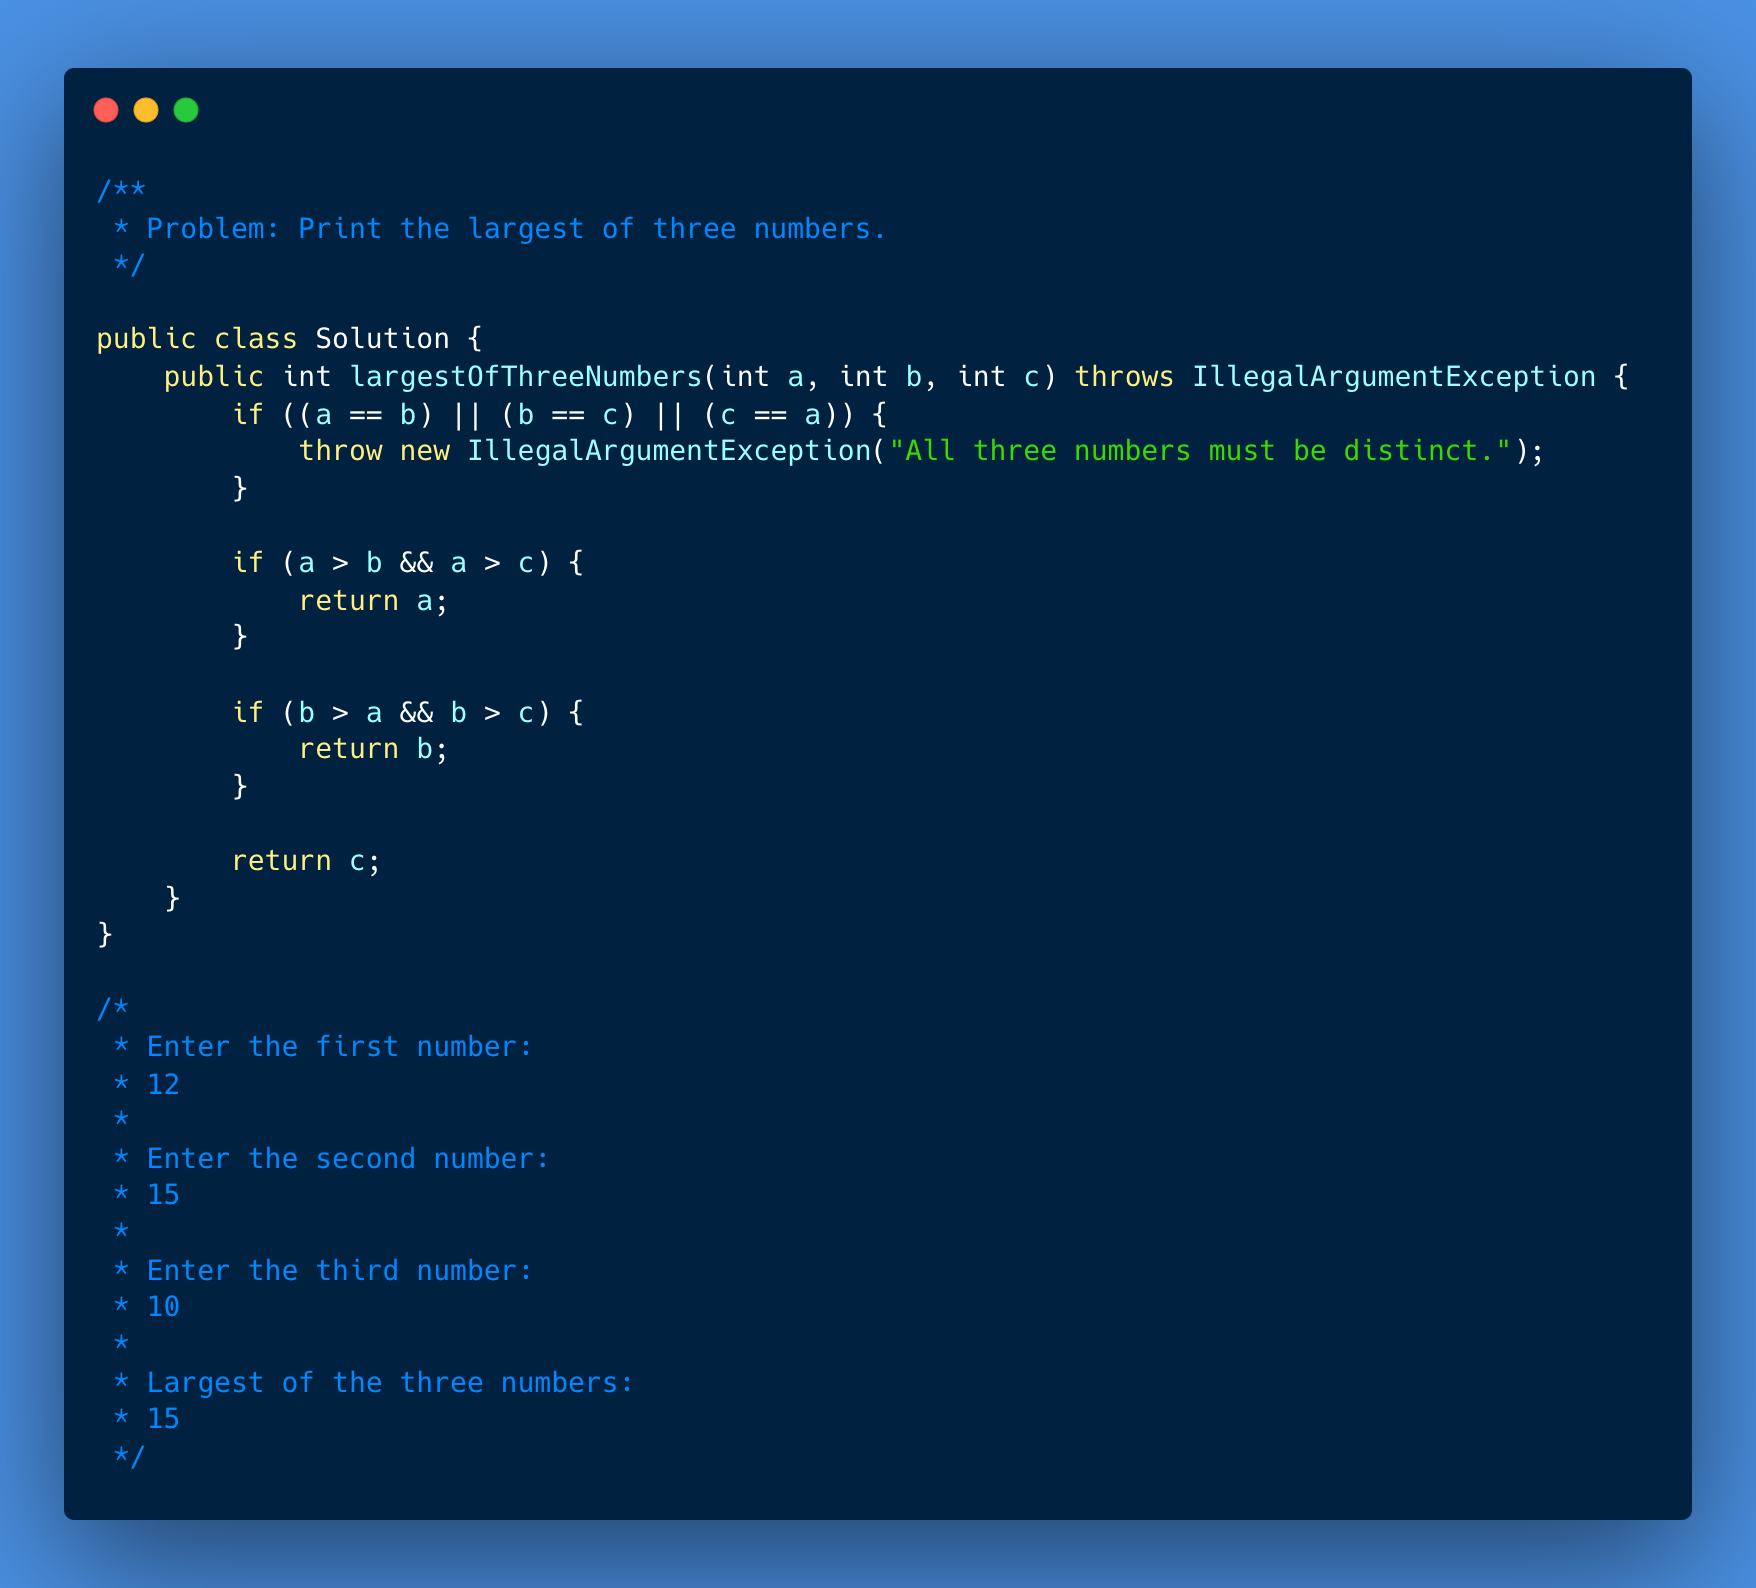 /**
 * Problem: Print the largest of three numbers.
 */

public class Solution {
    public int largestOfThreeNumbers(int a, int b, int c) throws IllegalArgumentException {
        if ((a == b) || (b == c) || (c == a)) {
            throw new IllegalArgumentException("All three numbers must be distinct.");
        }

        if (a > b && a > c) {
            return a;
        }

        if (b > a && b > c) {
            return b;
        }

        return c;
    }
}

/*
 * Enter the first number:
 * 12
 *
 * Enter the second number:
 * 15
 *
 * Enter the third number:
 * 10
 *
 * Largest of the three numbers:
 * 15
 */